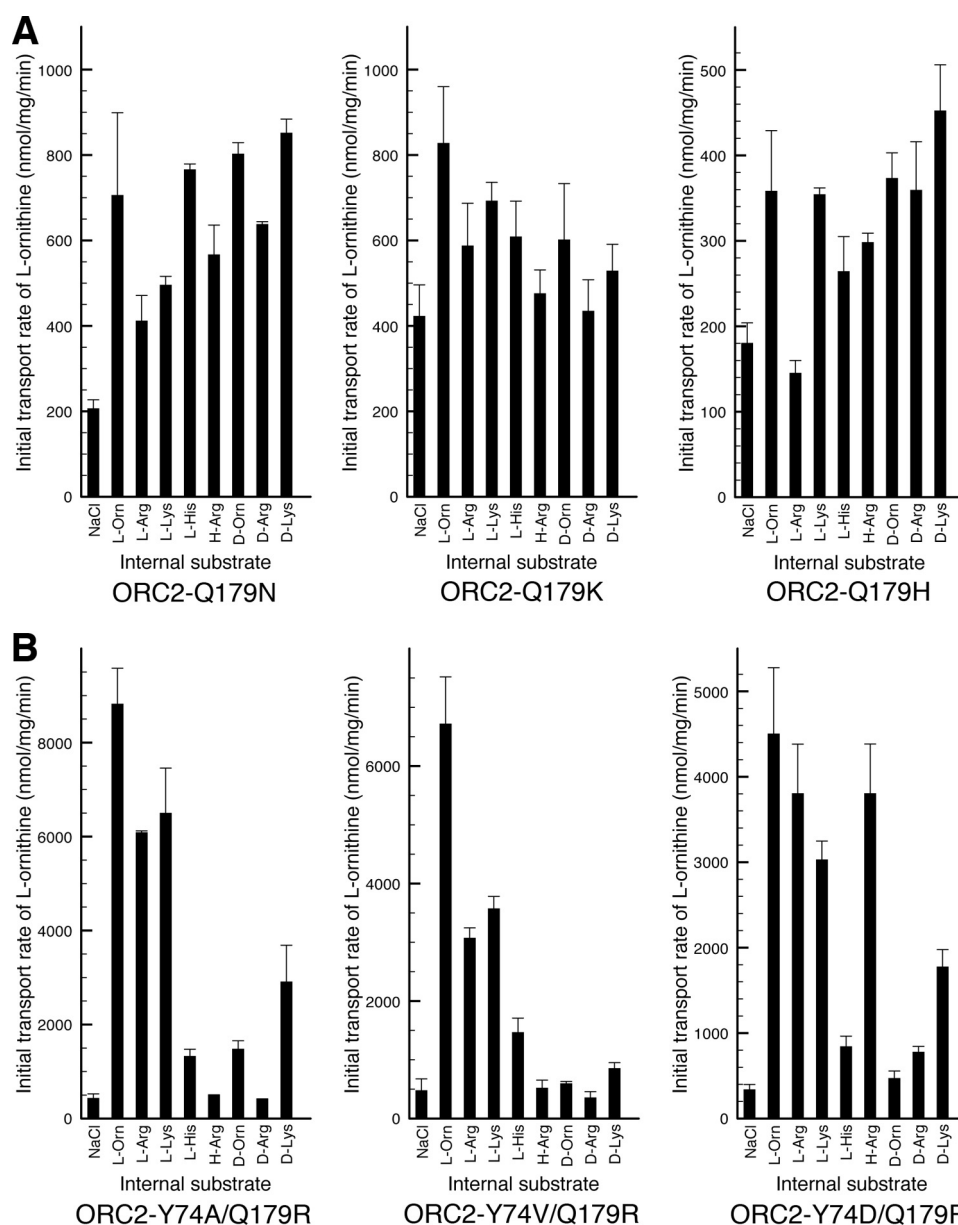 A
Initial transport rate of L-ornithine (nmol/mg/min)
1000
800
600
400
200
0
NaCl
L-Orn
L-Arg
L-Lys
L-His
H-Arg
D-Orn
D-Arg
D-Lys
Internal substrate
ORC2-Q179N
Initial transport rate of L-ornithine (nmol/mg/min)
1000
800
600
400
200
0
NaCl
L-Orn
L-Arg
L-Lys
L-His
H-Arg
D-Orn
D-Arg
D-Lys
Internal substrate
ORC2-Q179K
Initial transport rate of L-ornithine (nmol/mg/min)
500
400
300
200
100
0
NaCl
L-Orn
L-Arg
L-Lys
L-His
H-Arg
D-Orn
D-Arg
D-Lys
Internal substrate
ORC2-Q179H
B
Initial transport rate of L-ornithine (nmol/mg/min)
8000
6000
4000
2000
0
NaCl
L-Orn
L-Arg
L-Lys
L-His
H-Arg
D-Orn
D-Arg
D-Lys
Internal substrate
ORC2-Y74A/Q179R
Initial transport rate of L-ornithine (nmol/mg/min)
6000
4000
2000
0
NaCl
L-Orn
L-Arg
L-Lys
L-His
H-Arg
D-Orn
D-Arg
D-Lys
Internal substrate
ORC2-Y74V/Q179R
Initial transport rate of L-ornithine (nmol/mg/min)
5000
4000
3000
2000
1000
0
NaCl
L-Orn
L-Arg
L-Lys
L-His
H-Arg
D-Orn
D-Arg
D-Lys
Internal substrate
ORC2-Y74D/Q179R